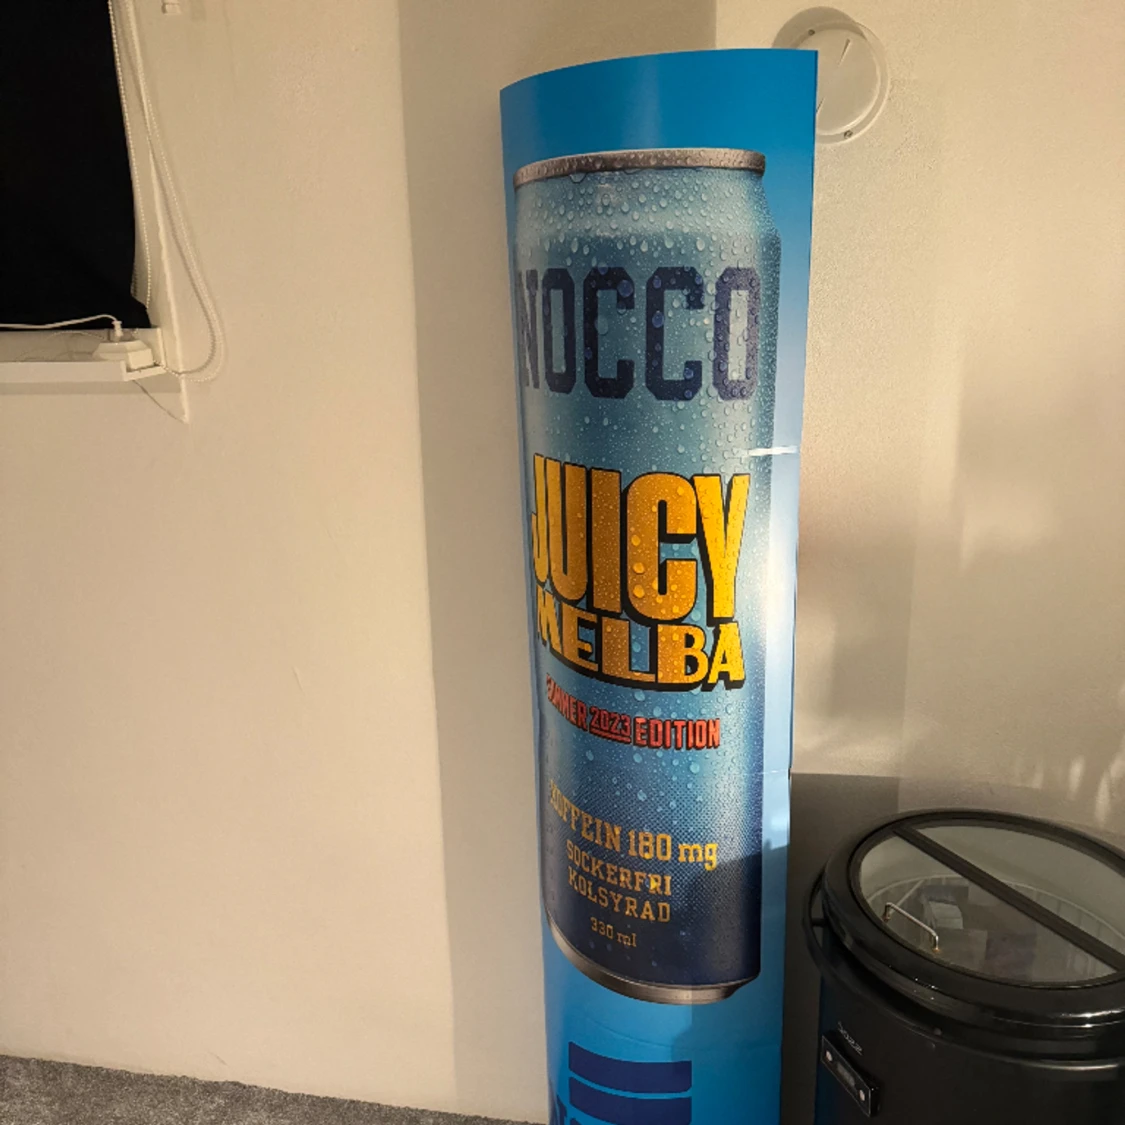 NOCCO
JUICY
MELBA
SUMMER 2023 EDITION
KOFFEIN 180 mg
SOCKERFRI
KOLSYRAD
330 ml